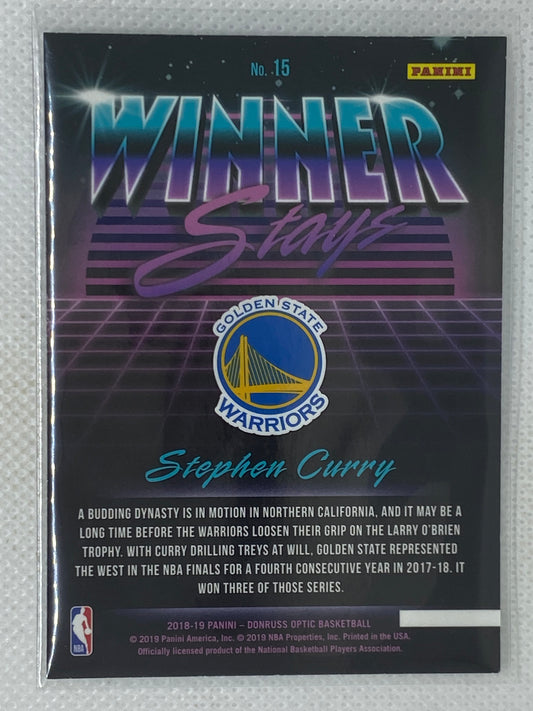 No. 15
PANINI
WINNER
Stays
GOLDEN STATE
WARRIORS
Stephen Curry
A BUDDING DYNASTY IS IN MOTION IN NORTHERN CALIFORNIA, AND IT MAY BE A
LONG TIME BEFORE THE WARRIORS LOOSEN THEIR GRIP ON THE LARRY O'BRIEN
TROPHY. WITH CURRY DRILLING TREYS AT WILL, GOLDEN STATE REPRESENTED
THE WEST IN THE NBA FINALS FOR A FOURTH CONSECUTIVE YEAR IN 2017-18. IT
WON THREE OF THOSE SERIES.
2018-19 PANINI – DONRUSS OPTIC BASKETBALL
© 2019 Panini America, Inc. © 2019 NBA Properties, Inc. Printed in the USA.
Officially licensed product of the National Basketball Players Association.
NBA